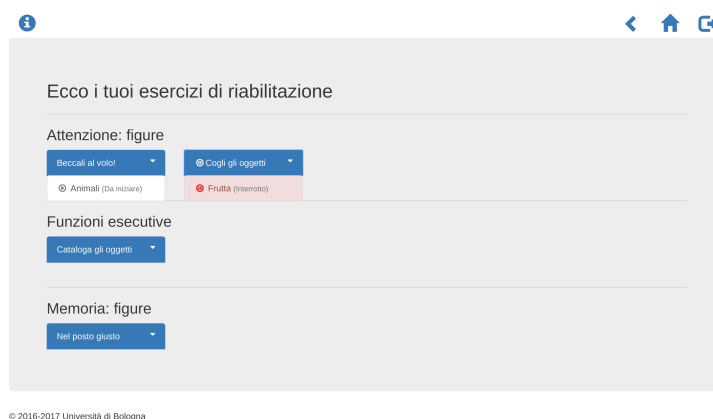 Ecco i tuoi esercizi di riabilitazione
Attenzione: figure
Beccali al volo!
Cogli gli oggetti
Animali (Da iniziare)
Frutta (Interrotto)
Funzioni esecutive
Cataloga gli oggetti
Memoria: figure
Nel posto giusto
© 2016-2017 Università di Bologna